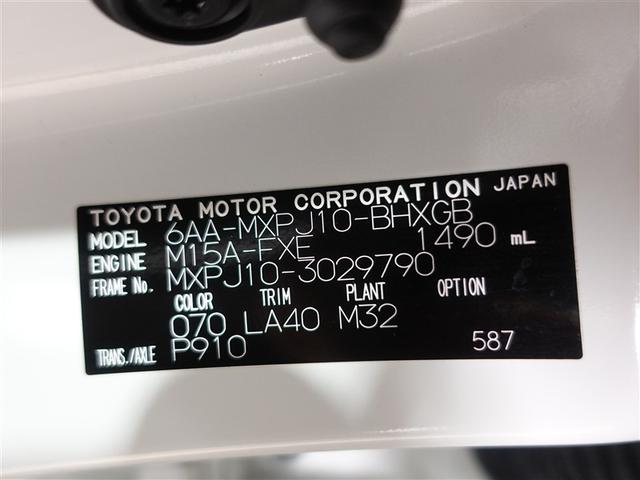 TOYOTA MOTOR CORPORATION JAPAN
MODEL 6AA-MXPJ10-BHXGB
ENGINE M15A-FXE 1490 mL
FRAME No. MXPJ10-3029790
COLOR TRIM PLANT OPTION
070 LA40 M32
TRANS./AXLE P910 587